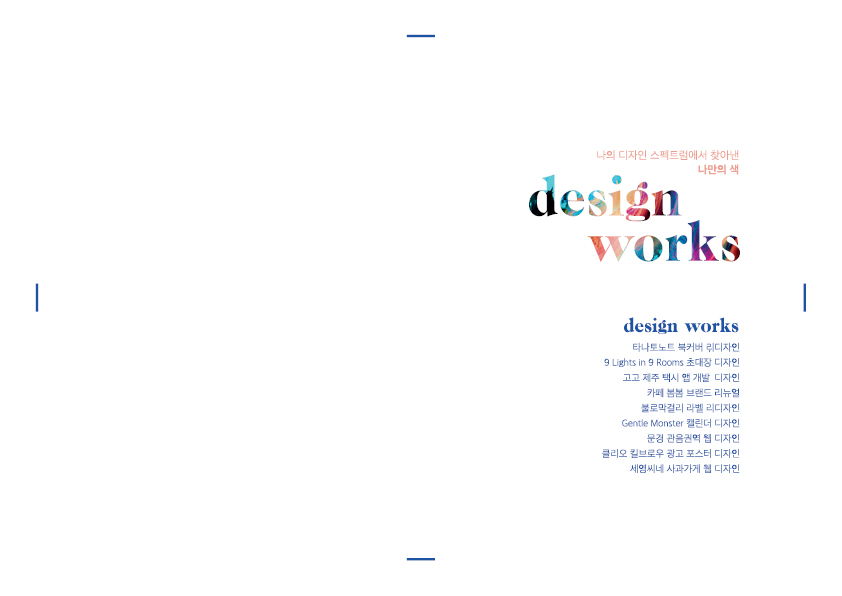 나의 디자인 스펙트럼에서 찾아낸
나만의 색
design
works
design works
타나토노트 북커버 리디자인
9 Lights in 9 Rooms 초대장 디자인
고고 제주 택시 앱 개발 디자인
카페 봄봄 브랜드 리뉴얼
불로막걸리 라벨 리디자인
Gentle Monster 캘린더 디자인
문경 관음권역 웹 디자인
클리오 킬브로우 광고 포스터 디자인
세영씨네 사과가게 웹 디자인